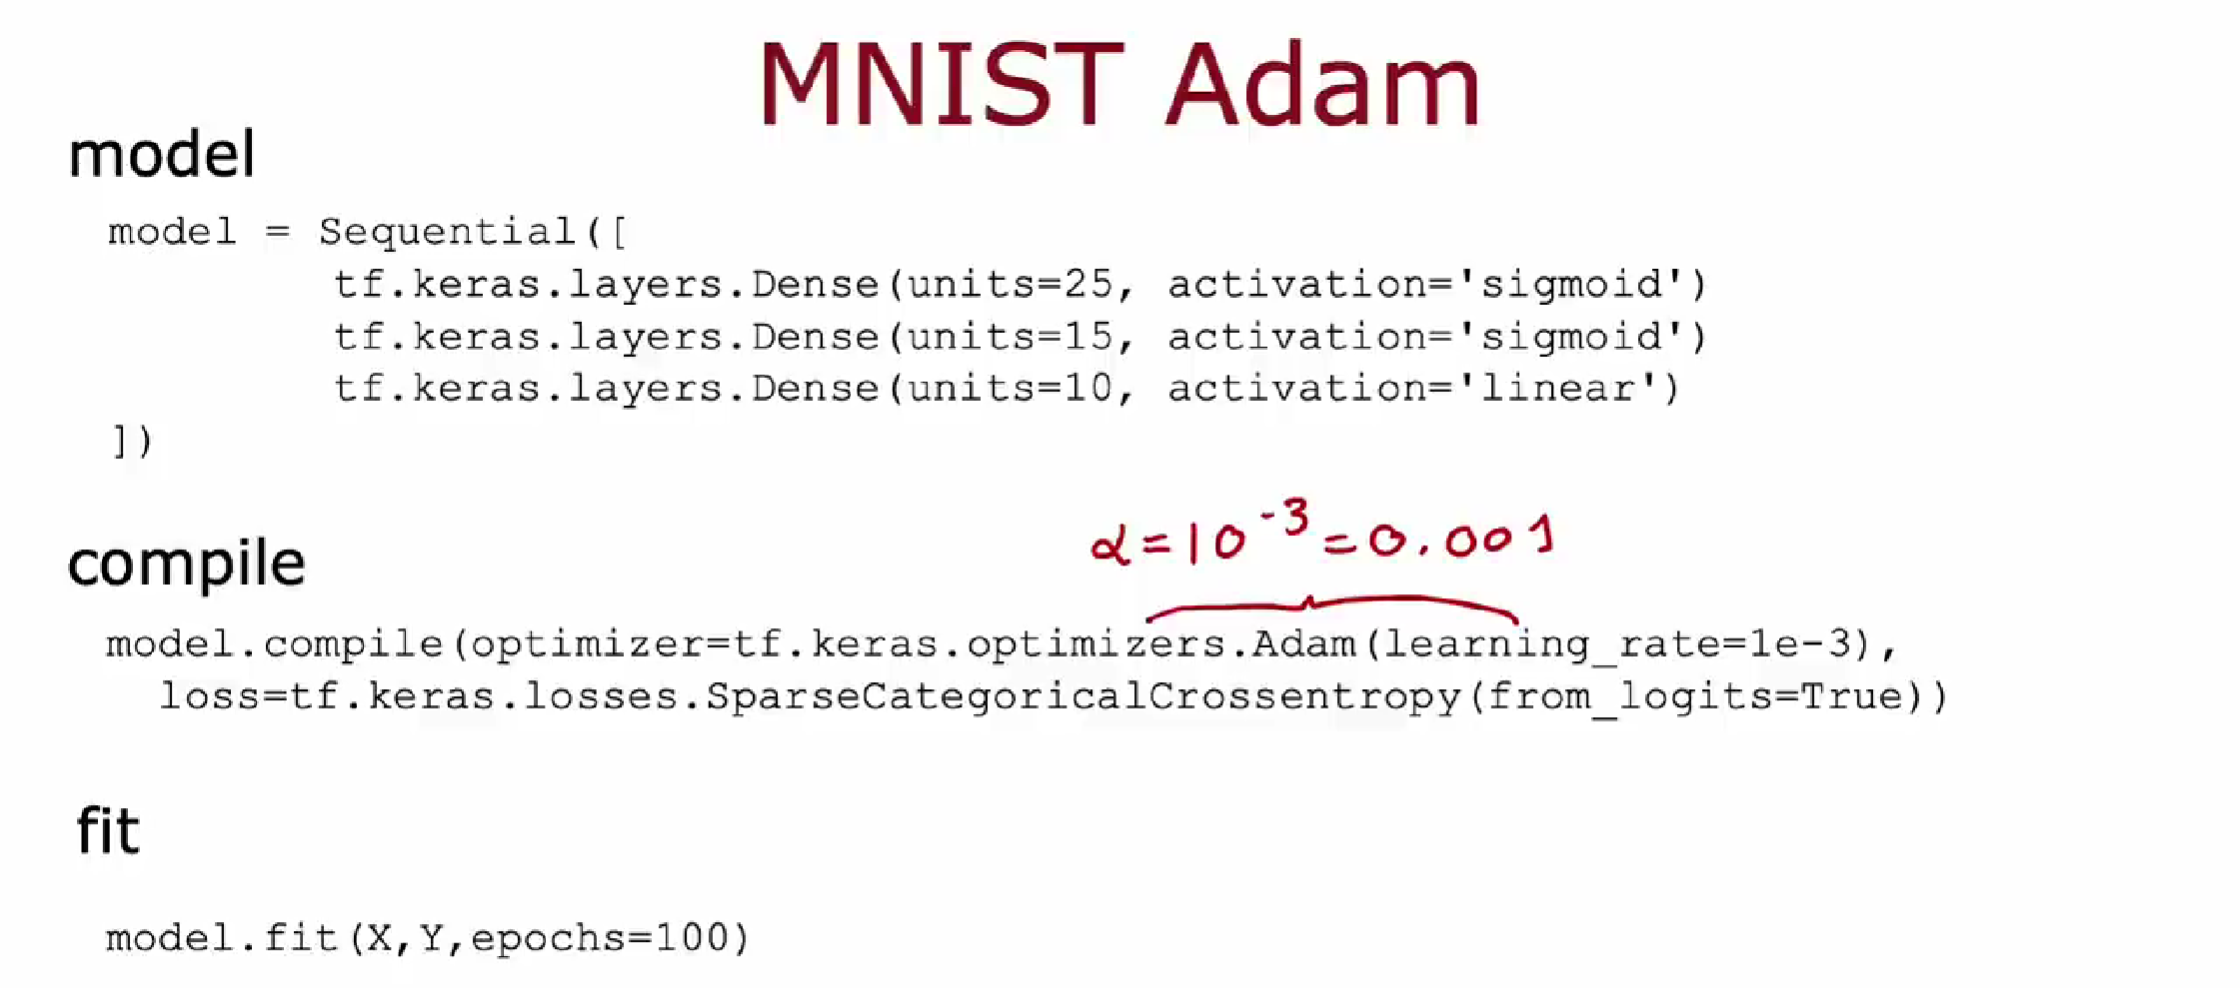 MNIST Adam
model
model = Sequential([
tf.keras.layers.Dense(units=25, activation='sigmoid')
tf.keras.layers.Dense(units=15, activation='sigmoid')
tf.keras.layers.Dense(units=10, activation='linear')
])
α=10⁻³=0.001
compile
model.compile(optimizer=tf.keras.optimizers.Adam(learning_rate=1e-3),
loss=tf.keras.losses.SparseCategoricalCrossentropy(from_logits=True))
fit
model.fit(X,Y,epochs=100)